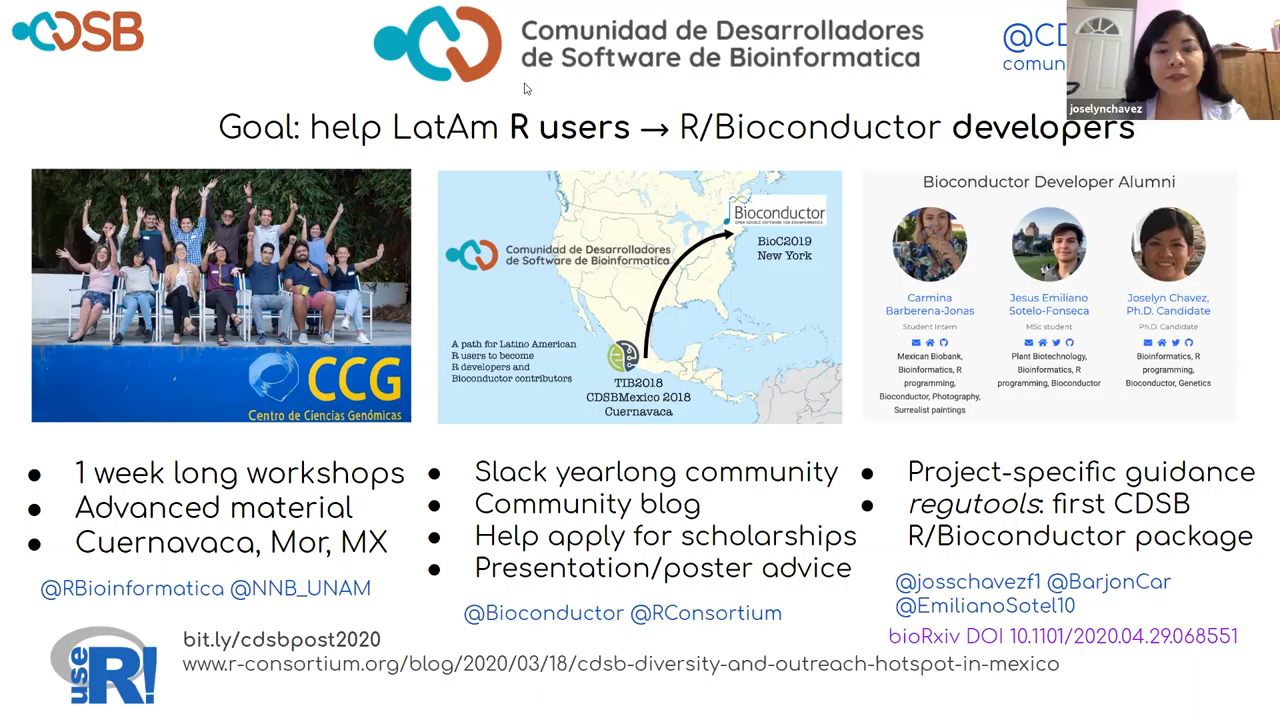 CDSB
Comunidad de Desarrolladores
de Software de Bioinformatica
@CD
comun
joselynchavez
Goal: help LatAm R users → R/Bioconductor developers
CCG
Centro de Ciencias Genómicas
Comunidad de Desarrolladores
de Software de Bioinformatica
Bioconductor
OPEN SOURCE SOFTWARE FOR BIOINFORMATICS
BioC2019
New York
A path for Latino American
R users to become
R developers and
Bioconductor contributors
TIB2018
CDSBMexico 2018
Cuernavaca
Bioconductor Developer Alumni
Carmina
Barberena-Jonas
Student Intern
Mexican Biobank,
Bioinformatics, R
programming,
Bioconductor, Photography,
Surrealist paintings
Jesus Emiliano
Sotelo-Fonseca
MSc student
Plant Biotechnology,
Bioinformatics, R
programming, Bioconductor
Joselyn Chavez,
Ph.D. Candidate
Ph.D. Candidate
Bioinformatics, R
programming,
Bioconductor, Genetics
● 1 week long workshops
● Advanced material
● Cuernavaca, Mor, MX
@RBioinformatica @NNB_UNAM
● Slack yearlong community
● Community blog
● Help apply for scholarships
● Presentation/poster advice
@Bioconductor @RConsortium
● Project-specific guidance
● regutools: first CDSB
R/Bioconductor package
@josschavezf1 @BarjonCar
@EmilianoSotel10
bioRxiv DOI 10.1101/2020.04.29.068551
use
R!
bit.ly/cdsbpost2020
www.r-consortium.org/blog/2020/03/18/cdsb-diversity-and-outreach-hotspot-in-mexico